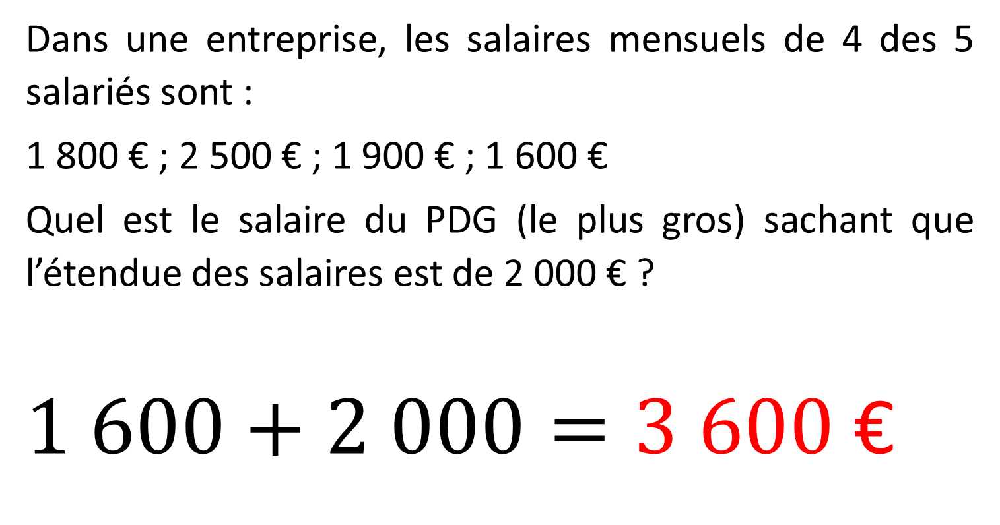 Dans une entreprise, les salaires mensuels de 4 des 5
salariés sont :
1 800 € ; 2 500 € ; 1 900 € ; 1 600 €
Quel est le salaire du PDG (le plus gros) sachant que
l’étendue des salaires est de 2 000 € ?
1 600 + 2 000 = 3 600 €